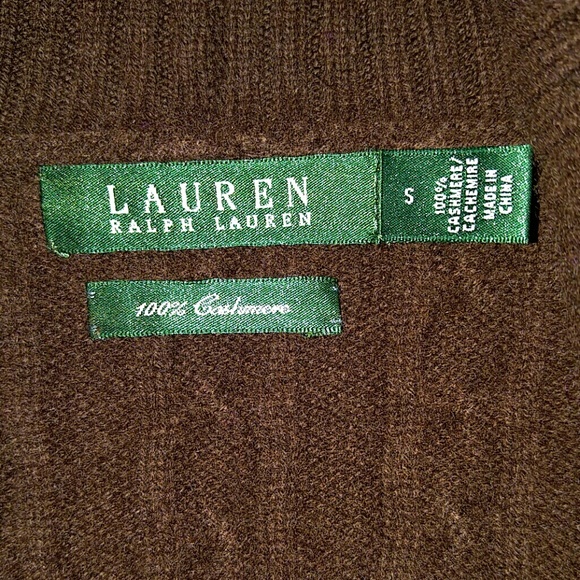 LAUREN
RALPH LAUREN
S
100%
CASHMERE/
CACHEMIRE
MADE IN
CHINA
100% Cashmere